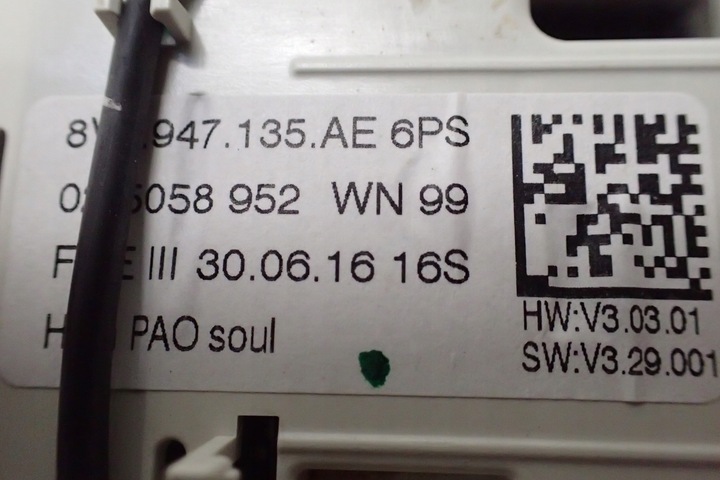 .947.135.AE 6PS
952 WN 99
III 30.06.16 16S
PAO soul
HW:V3.03.01
SW:V3.29.001